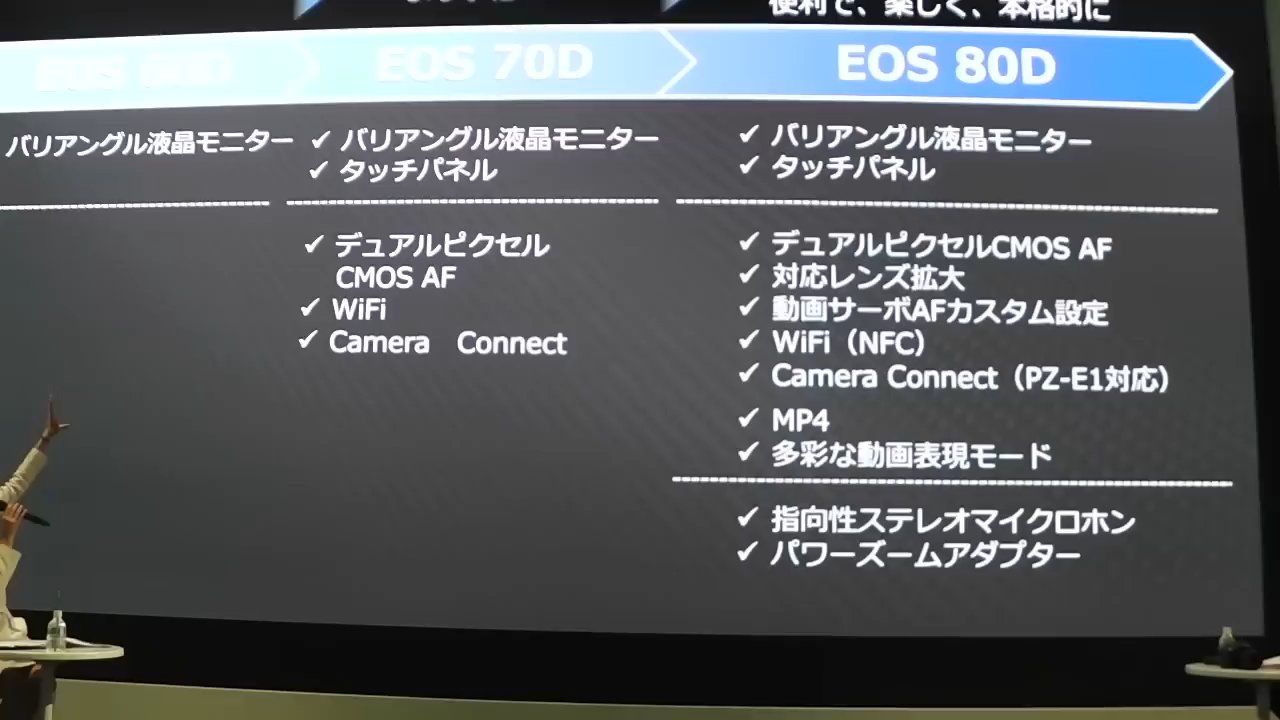 便利で、楽しく、本格的に
EOS 70D
EOS 80D
バリアングル液晶モニター
✓ バリアングル液晶モニター
✓ タッチパネル
✓ デュアルピクセル
CMOS AF
✓ WiFi
✓ Camera Connect
✓ バリアングル液晶モニター
✓ タッチパネル
✓ デュアルピクセルCMOS AF
✓ 対応レンズ拡大
✓ 動画サーボAFカスタム設定
✓ WiFi（NFC）
✓ Camera Connect（PZ-E1対応）
✓ MP4
✓ 多彩な動画表現モード
✓ 指向性ステレオマイクロホン
✓ パワーズームアダプター